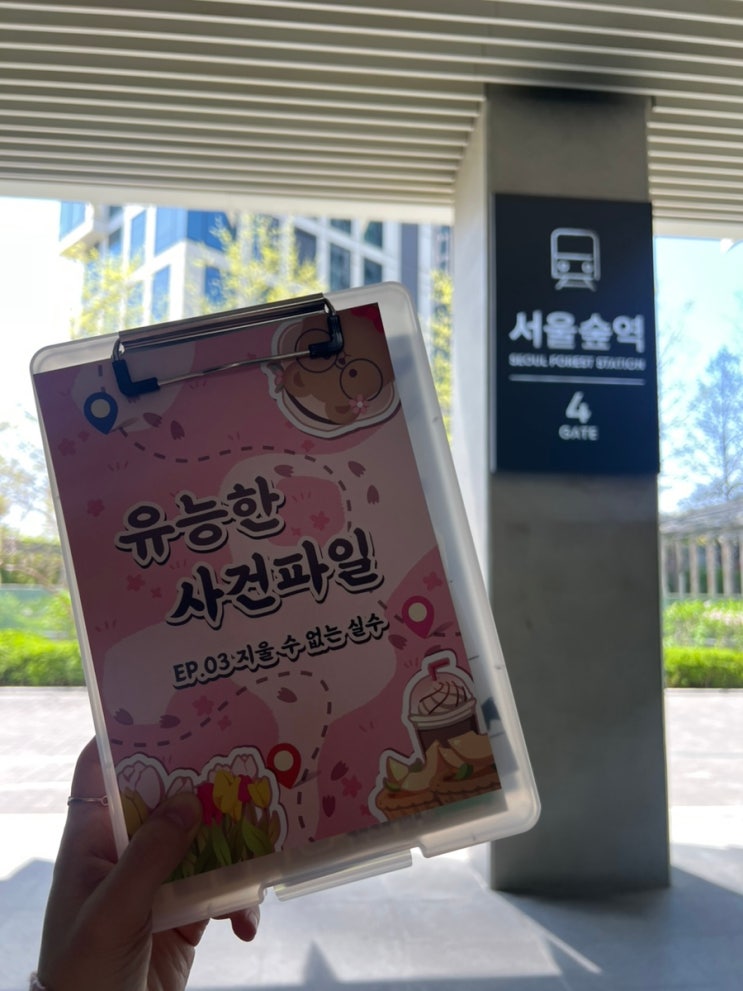 유능한
사건파일
EP.03 지울 수 없는 실수
서울숲역
SEOUL FOREST STATION
4
GATE